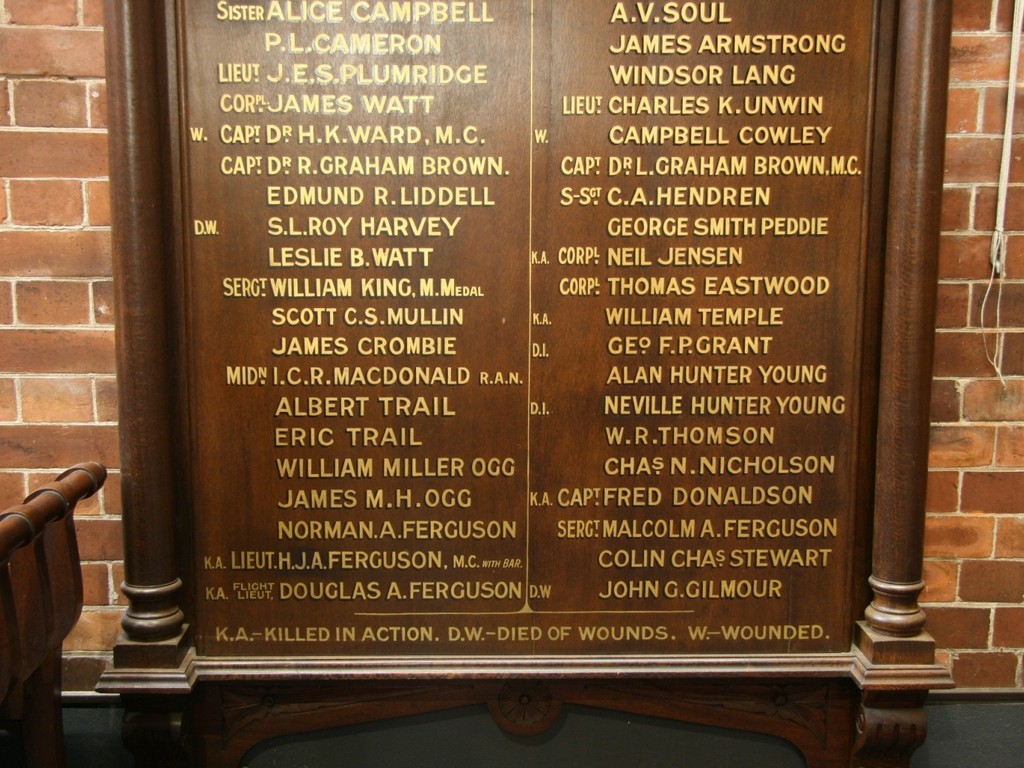 SISTER ALICE CAMPBELL
P.L.CAMERON
LIEUT J.E.S.PLUMRIDGE
CORPL JAMES WATT
W. CAPT. DR H.K.WARD, M.C.
CAPT. DR R.GRAHAM BROWN.
EDMUND R.LIDDELL
D.W. S.L.ROY HARVEY
LESLIE B.WATT
SERGT WILLIAM KING, M.MEDAL
SCOTT C.S.MULLIN
JAMES CROMBIE
MIDN I.C.R.MACDONALD R.A.N.
ALBERT TRAIL
ERIC TRAIL
WILLIAM MILLER OGG
JAMES M.H.OGG
NORMAN.A.FERGUSON
K.A. LIEUT. H.J.A.FERGUSON, M.C. WITH BAR.
K.A. FLIGHT LIEUT. DOUGLAS A.FERGUSON
A.V.SOUL
JAMES ARMSTRONG
WINDSOR LANG
LIEUT CHARLES K.UNWIN
W. CAMPBELL COWLEY
CAPT DR L.GRAHAM BROWN, M.C.
S-SGT C.A.HENDREN
GEORGE SMITH PEDDIE
K.A. CORPL NEIL JENSEN
CORPL THOMAS EASTWOOD
K.A. WILLIAM TEMPLE
D.I. GEO F.P.GRANT
ALAN HUNTER YOUNG
D.I. NEVILLE HUNTER YOUNG
W.R.THOMSON
CHAS N.NICHOLSON
K.A. CAPT FRED DONALDSON
SERGT MALCOLM A.FERGUSON
COLIN CHAS STEWART
D.W JOHN G.GILMOUR
K.A.-KILLED IN ACTION. D.W.-DIED OF WOUNDS. W.-WOUNDED.